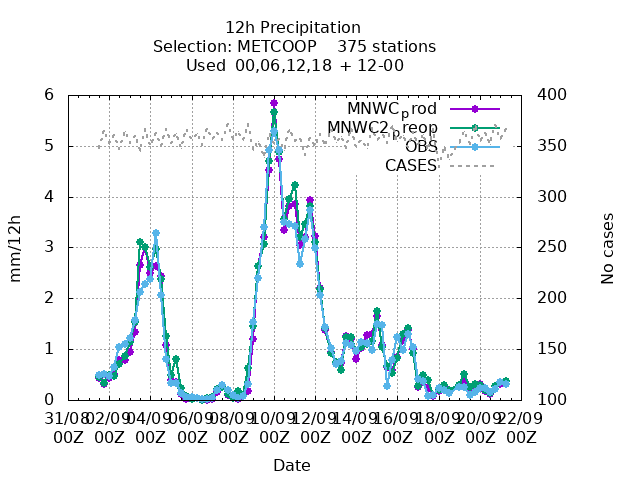 12h Precipitation
Selection: METCOOP    375 stations
Used  00,06,12,18  + 12-00
6
5
4
3
2
1
0
mm/12h
400
350
300
250
200
150
100
No cases
MNWCprod
MNWC2preop
OBS
CASES
31/08 02/09 04/09 06/09 08/09 10/09 12/09 14/09 16/09 18/09 20/09 22/09
00Z 00Z 00Z 00Z 00Z 00Z 00Z 00Z 00Z 00Z 00Z 00Z
Date